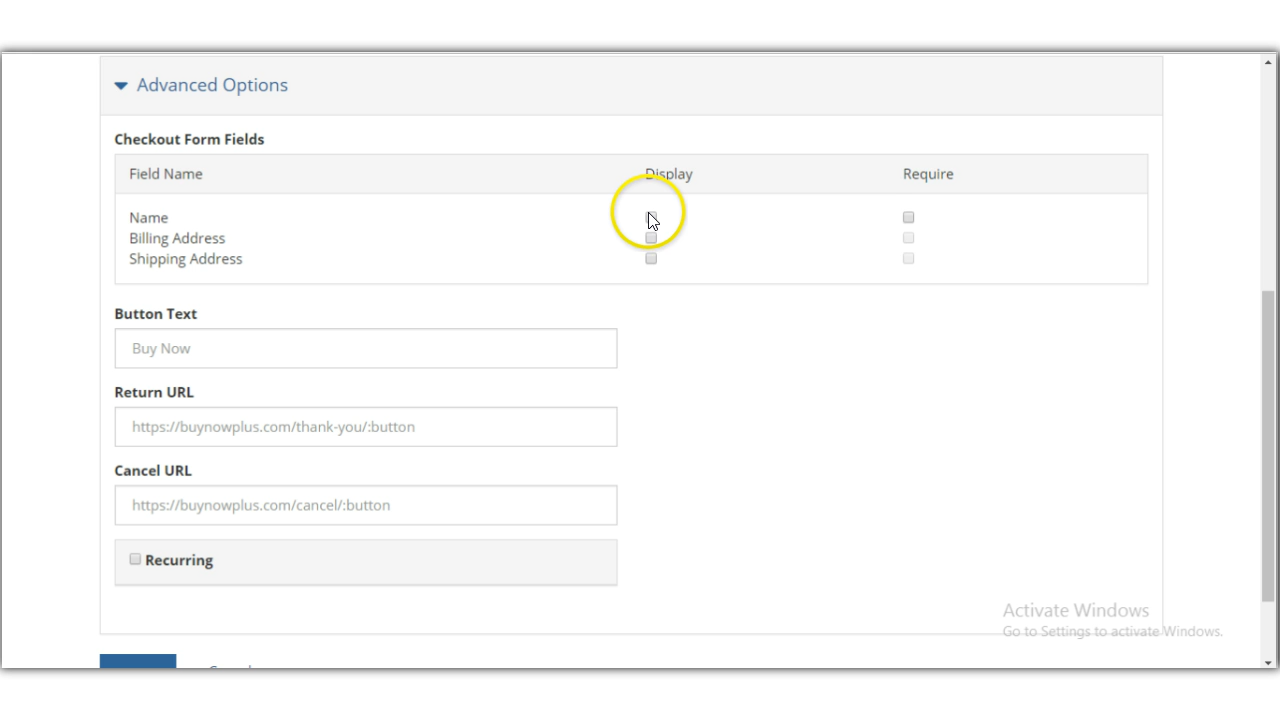 Advanced Options
Checkout Form Fields
Field Name Display Require
Name
Billing Address
Shipping Address
Button Text
Buy Now
Return URL
https://buynowplus.com/thank-you/:button
Cancel URL
https://buynowplus.com/cancel/:button
Recurring
Activate Windows
Go to Settings to activate Windows.